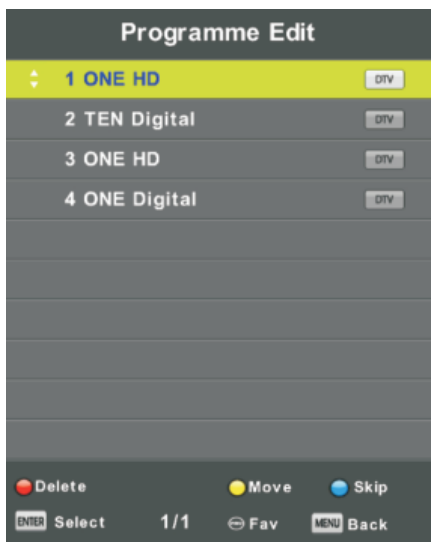 Programme Edit
1 ONE HD DTV
2 TEN Digital DTV
3 ONE HD DTV
4 ONE Digital DTV
Delete Move Skip
ENTER Select 1/1 Fav MENU Back